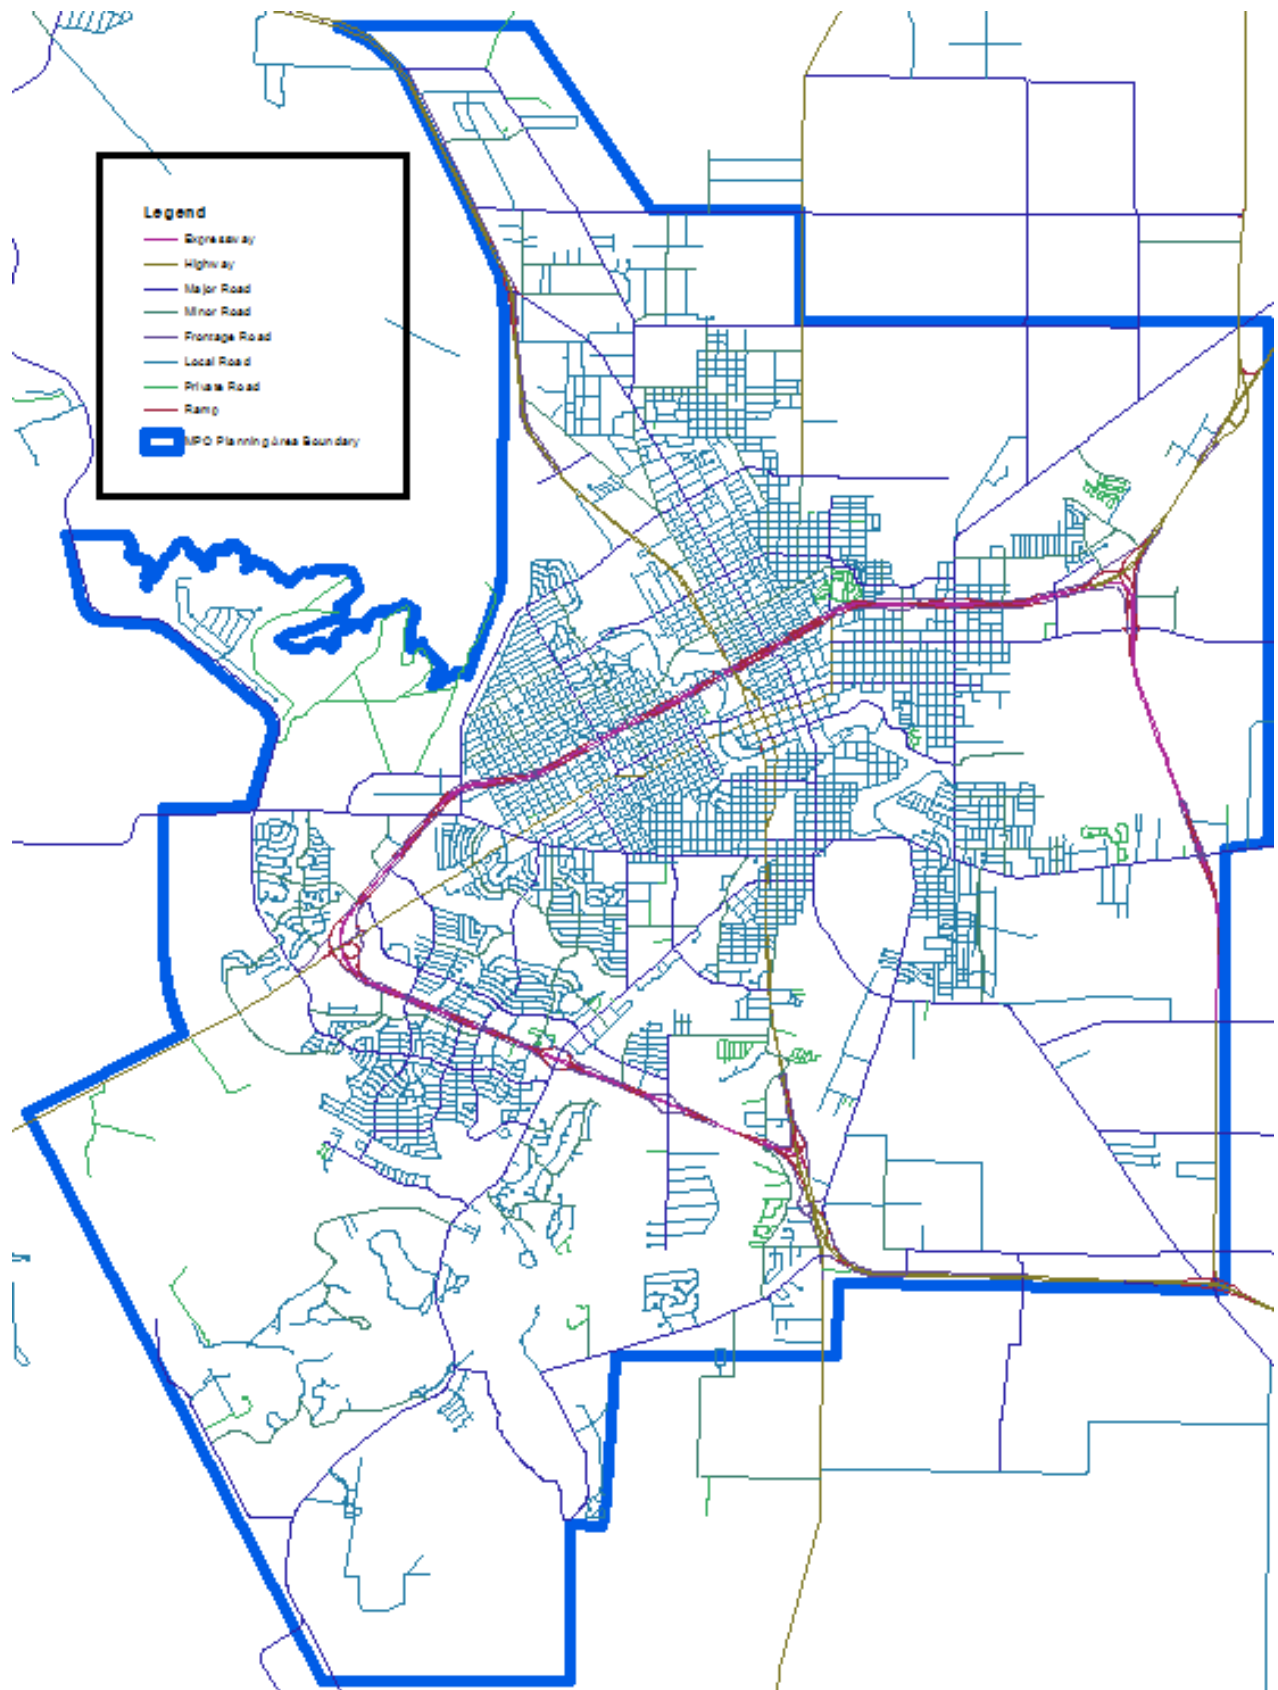 Legend
Expressway
Highway
Major Road
Minor Road
Frontage Road
Local Road
Private Road
Ramp
MPO Planning Area Boundary